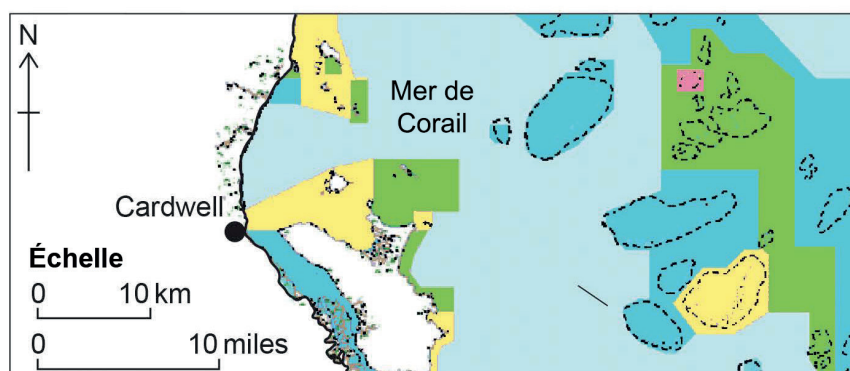 N
Mer de
Corail
Cardwell
Échelle
0 10 km
0 10 miles